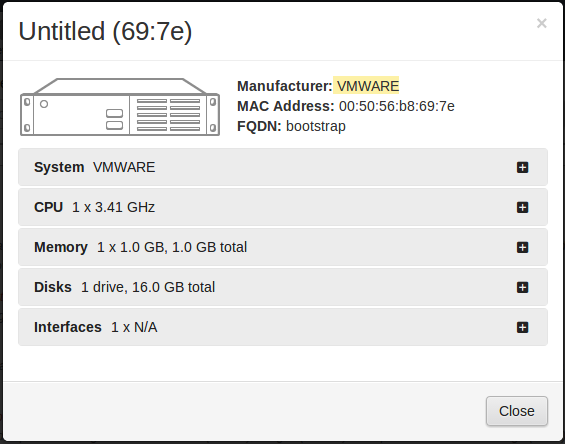 Untitled (69:7e)
×
Manufacturer: VMWARE
MAC Address: 00:50:56:b8:69:7e
FQDN: bootstrap
System VMWARE
CPU 1 x 3.41 GHz
Memory 1 x 1.0 GB, 1.0 GB total
Disks 1 drive, 16.0 GB total
Interfaces 1 x N/A
Close